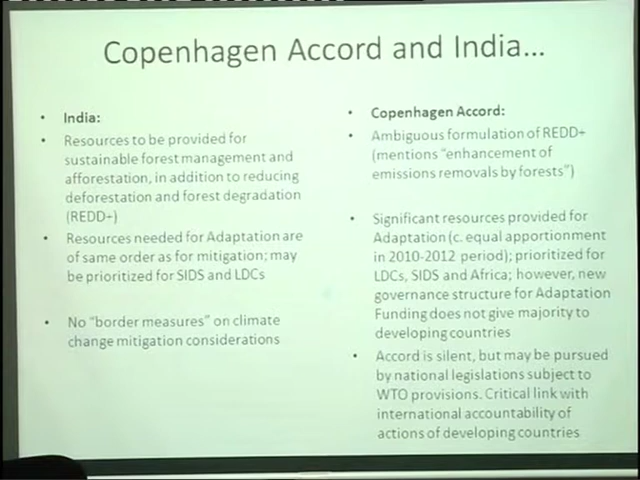 Copenhagen Accord and India...
• India:
• Resources to be provided for
sustainable forest management and
afforestation, in addition to reducing
deforestation and forest degradation
(REDD+)
• Resources needed for Adaptation are
of same order as for mitigation; may
be prioritized for SIDS and LDCs
• No "border measures" on climate
change mitigation considerations
• Copenhagen Accord:
• Ambiguous formulation of REDD+
(mentions "enhancement of
emissions removals by forests")
• Significant resources provided for
Adaptation (c. equal apportionment
in 2010-2012 period); prioritized for
LDCs, SIDS and Africa; however, new
governance structure for Adaptation
Funding does not give majority to
developing countries
• Accord is silent, but may be pursued
by national legislations subject to
WTO provisions. Critical link with
international accountability of
actions of developing countries